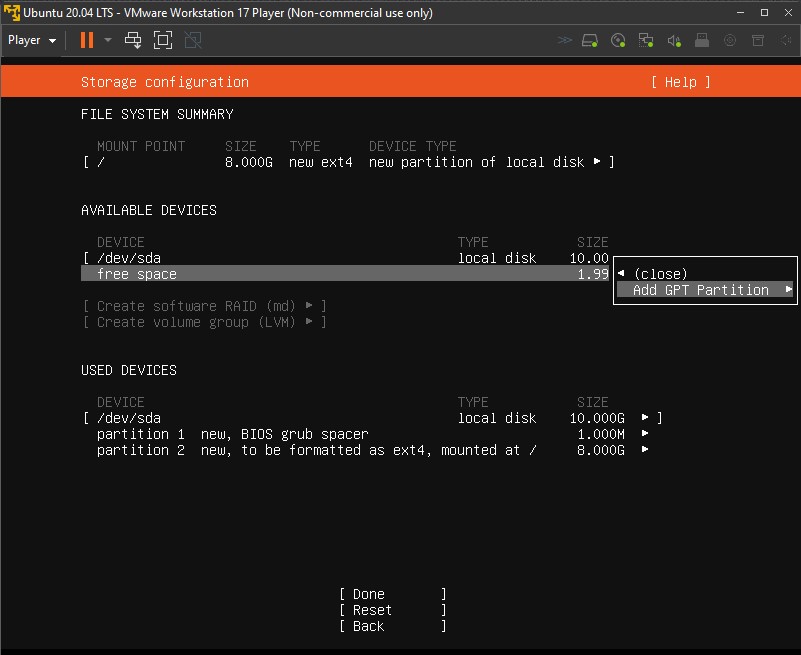 Ubuntu 20.04 LTS - VMware Workstation 17 Player (Non-commercial use only)
Player
Storage configuration [ Help ]
FILE SYSTEM SUMMARY
MOUNT POINT SIZE TYPE DEVICE TYPE
[ / 8.000G new ext4 new partition of local disk ▸ ]
AVAILABLE DEVICES
DEVICE TYPE SIZE
[ /dev/sda local disk 10.00
free space 1.99 ◂ (close)
Add GPT Partition ▸
[ Create software RAID (md) ▸ ]
[ Create volume group (LVM) ▸ ]
USED DEVICES
DEVICE TYPE SIZE
[ /dev/sda local disk 10.000G ▸ ]
partition 1 new, BIOS grub spacer 1.000M ▸
partition 2 new, to be formatted as ext4, mounted at / 8.000G ▸
[ Done ]
[ Reset ]
[ Back ]